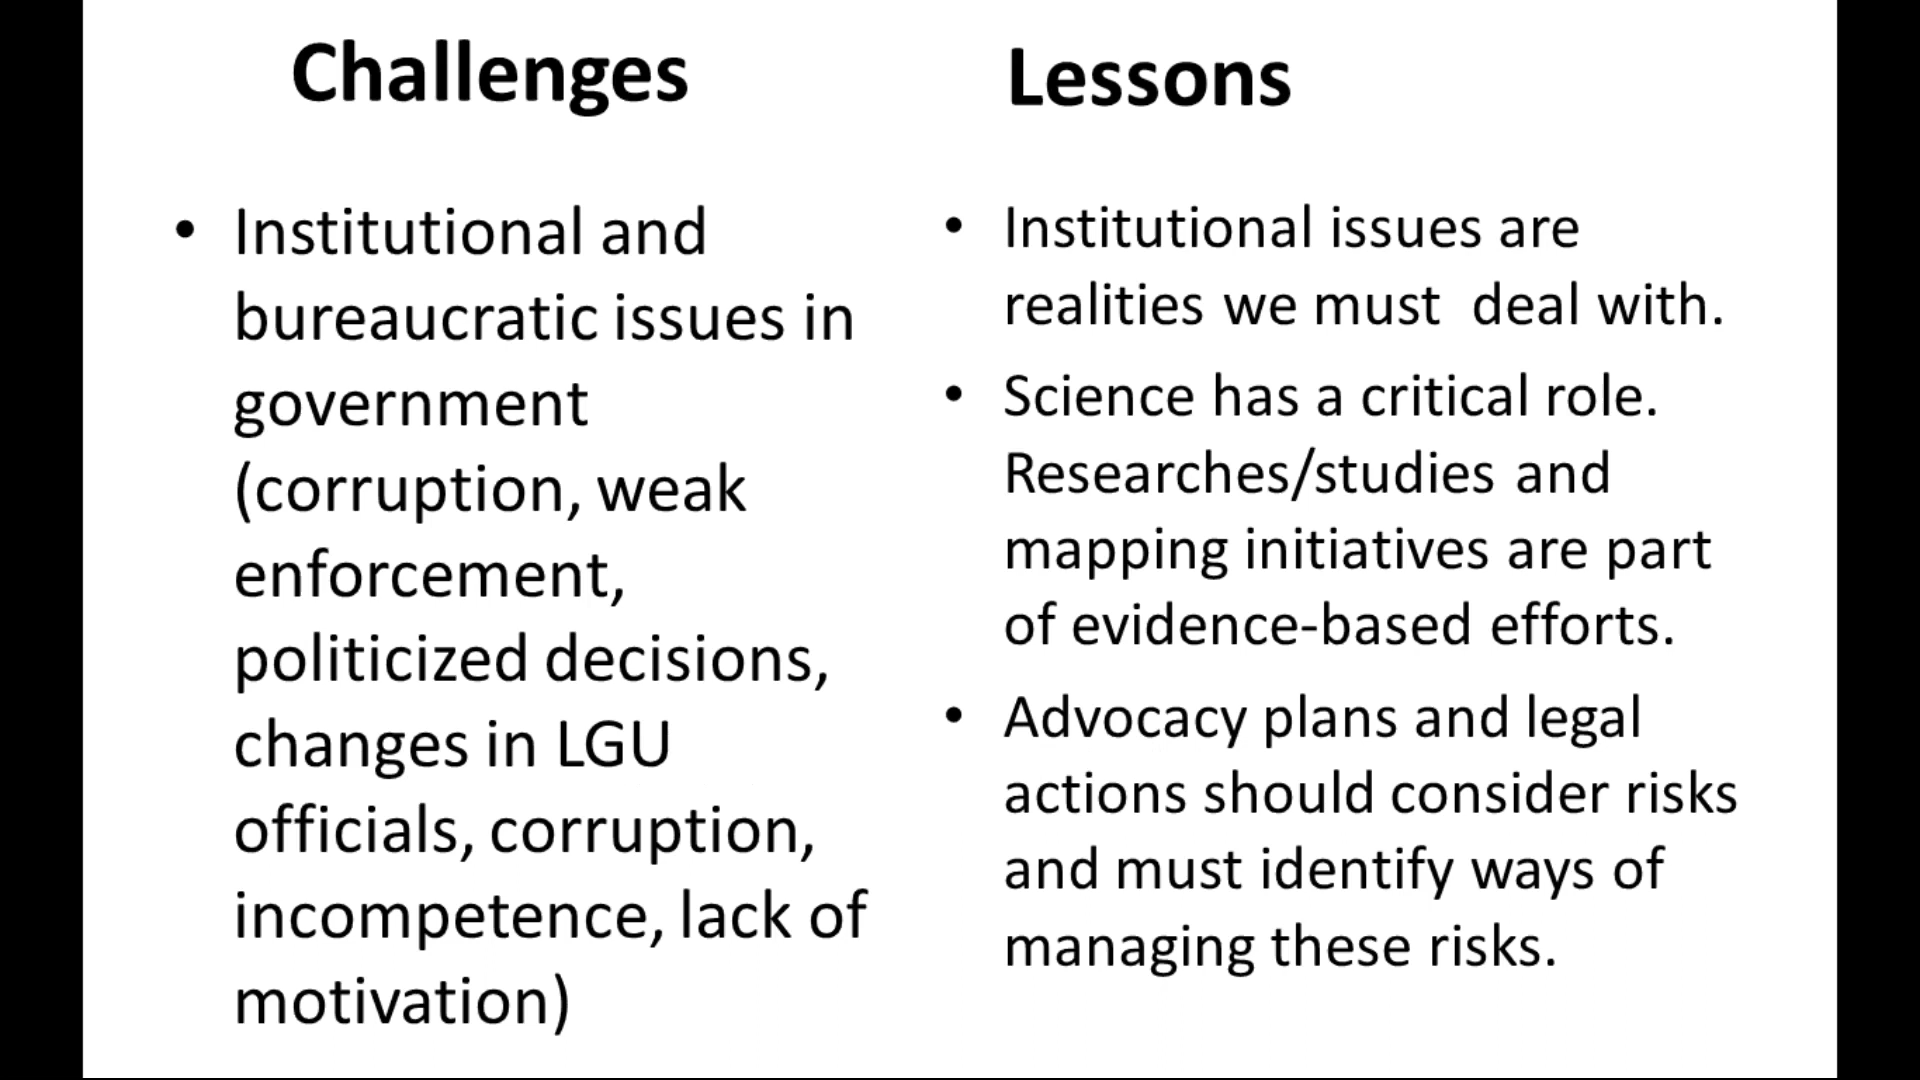 Challenges
• Institutional and
bureaucratic issues in
government
(corruption, weak
enforcement,
politicized decisions,
changes in LGU
officials, corruption,
incompetence, lack of
motivation)
Lessons
• Institutional issues are
realities we must  deal with.
• Science has a critical role.
Researches/studies and
mapping initiatives are part
of evidence-based efforts.
• Advocacy plans and legal
actions should consider risks
and must identify ways of
managing these risks.